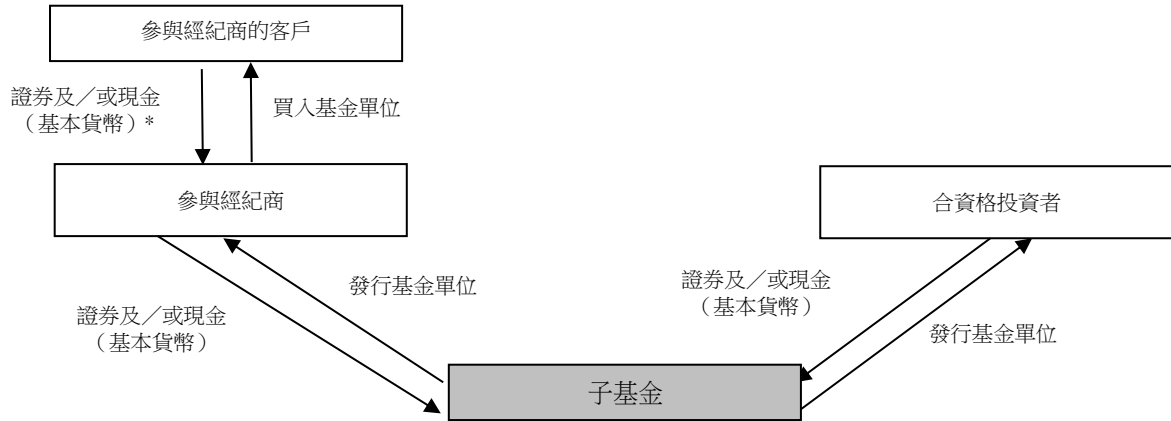 參與經紀商的客戶
證券及／或現金
（基本貨幣）*
買入基金單位
參與經紀商
合資格投資者
發行基金單位
證券及／或現金
（基本貨幣）
證券及／或現金
（基本貨幣）
發行基金單位
子基金